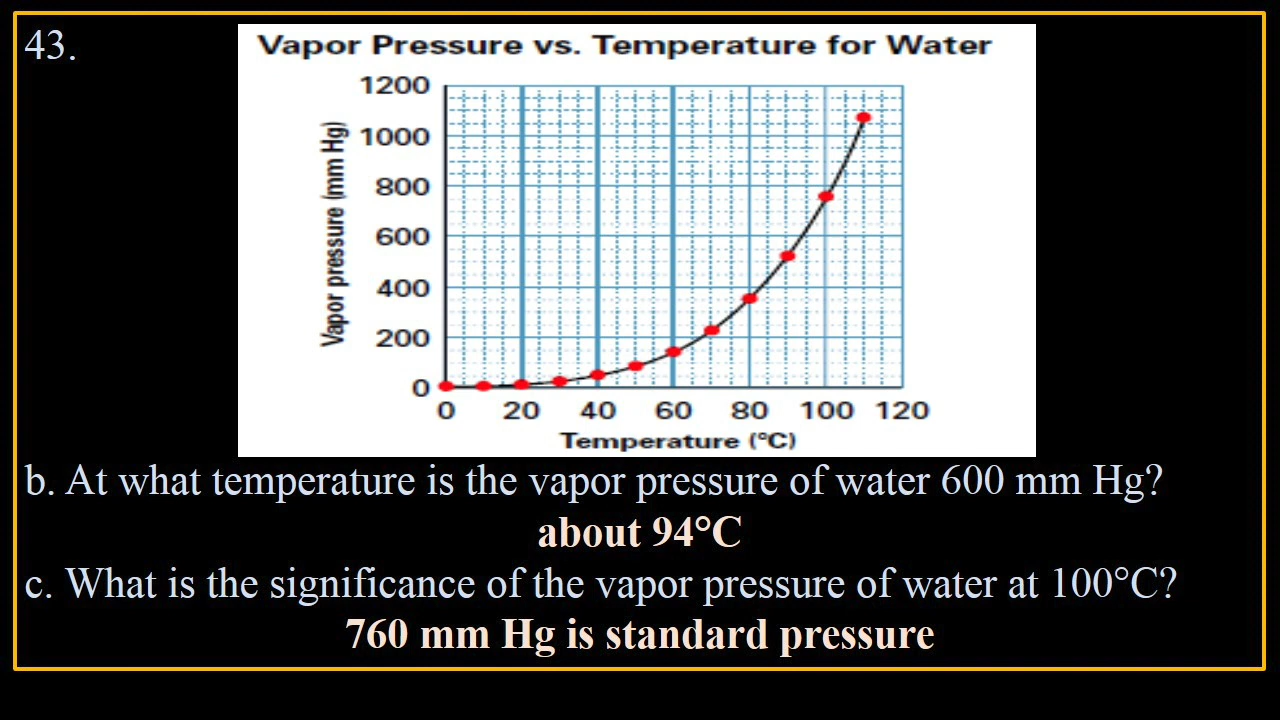 43.
Vapor Pressure vs. Temperature for Water
Vapor pressure (mm Hg)
1200
1000
800
600
400
200
0
0 20 40 60 80 100 120
Temperature (°C)
b. At what temperature is the vapor pressure of water 600 mm Hg?
about 94°C
c. What is the significance of the vapor pressure of water at 100°C?
760 mm Hg is standard pressure